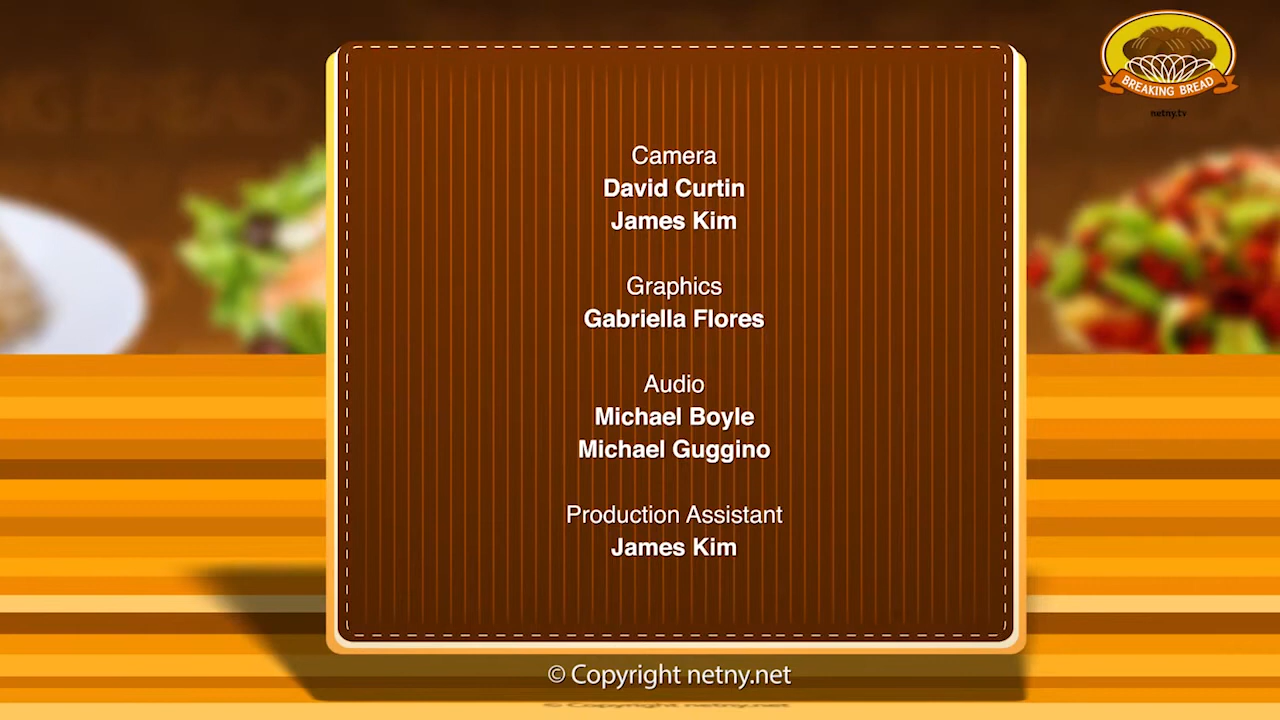 BREAKING BREAD
netny.tv
Camera
David Curtin
James Kim
Graphics
Gabriella Flores
Audio
Michael Boyle
Michael Guggino
Production Assistant
James Kim
© Copyright netny.net